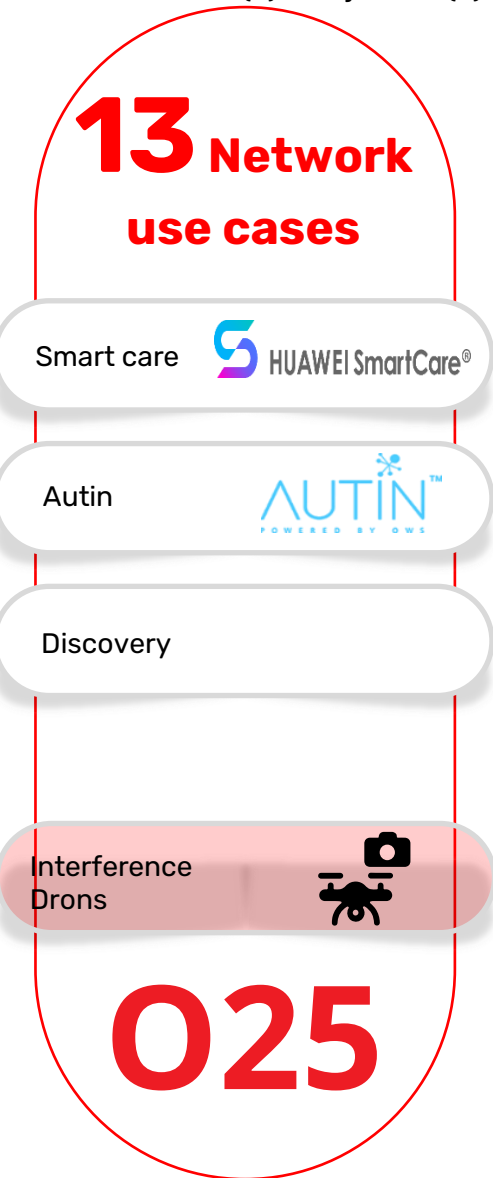 13 Network
use cases
Smart care
HUAWEI SmartCare®
Autin
AUTIN™
POWERED BY OWS
Discovery
Interference
Drons
O25